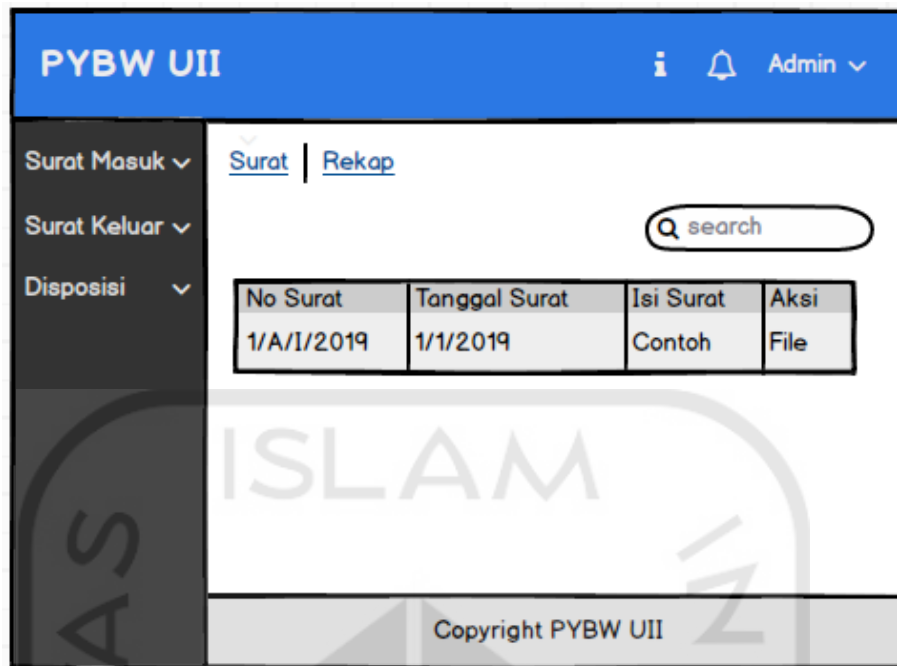 PYBW UII
i Admin
Surat Masuk
Surat Keluar
Disposisi
Surat | Rekap
search
No Surat Tanggal Surat Isi Surat Aksi
1/A/I/2019 1/1/2019 Contoh File
ISLAM
AS
Copyright PYBW UII